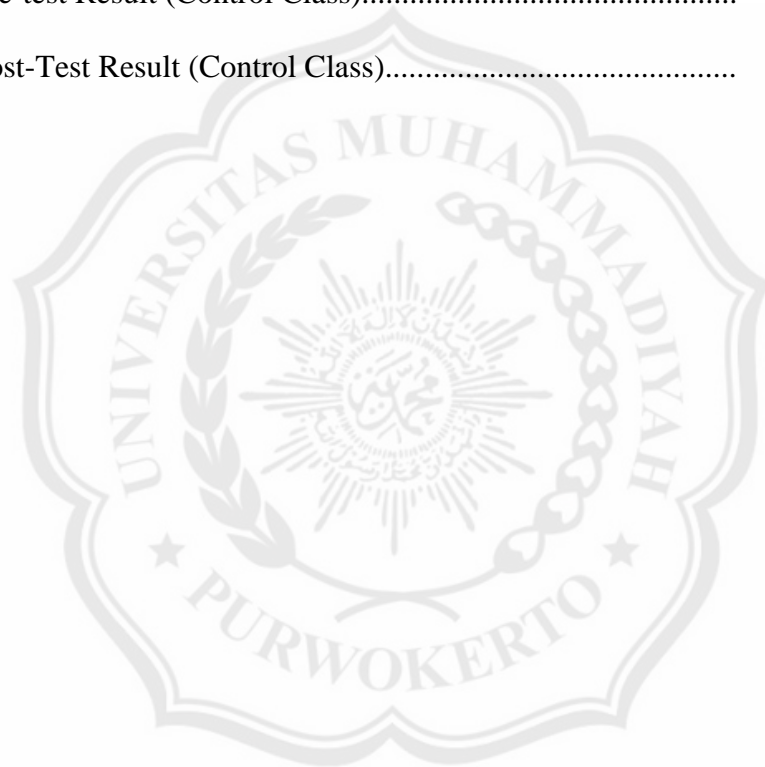 e-test Result (Control Class)...............................................
ost-Test Result (Control Class)............................................
UNIVERSITAS MUHAMMADIYAH
PURWOKERTO